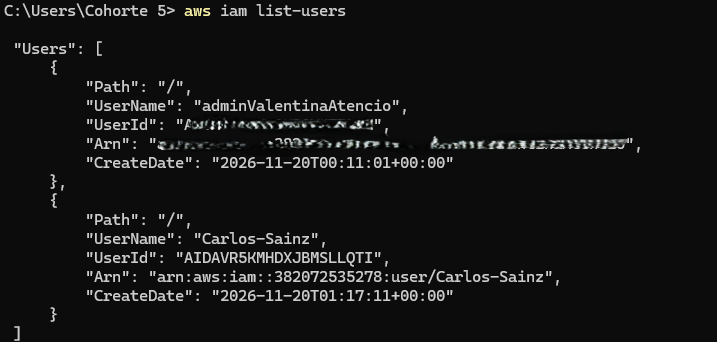 C:\Users\Cohorte 5> aws iam list-users
"Users": [
{
"Path": "/",
"UserName": "adminValentinaAtencio",
"UserId": "A
"Arn": "a
"CreateDate": "2026-11-20T00:11:01+00:00"
},
{
"Path": "/",
"UserName": "Carlos-Sainz",
"UserId": "AIDAVR5KMHDXJBMSLLQTI",
"Arn": "arn:aws:iam::382072535278:user/Carlos-Sainz",
"CreateDate": "2026-11-20T01:17:11+00:00"
}
]